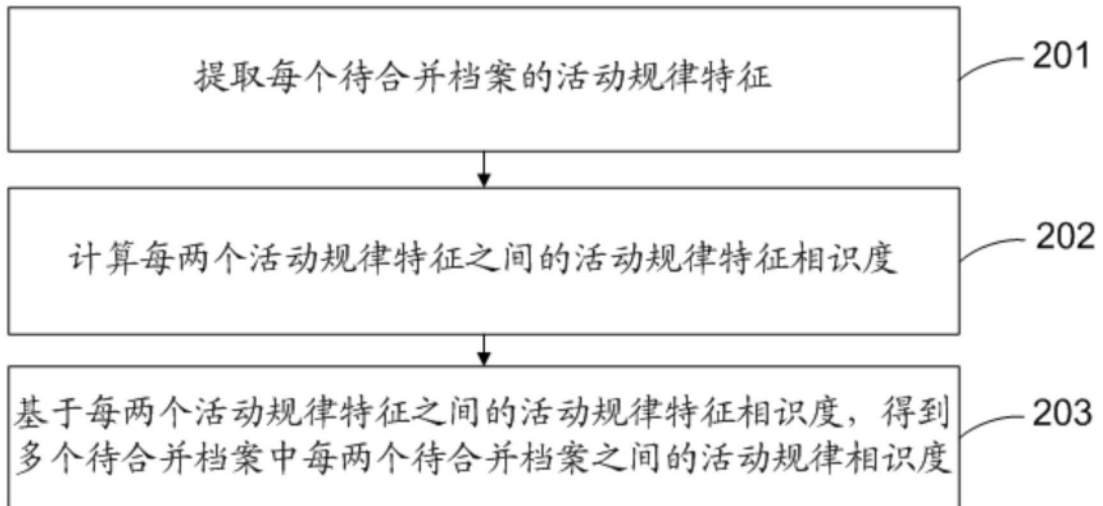 提取每个待合并档案的活动规律特征
201
计算每两个活动规律特征之间的活动规律特征相识度
202
基于每两个活动规律特征之间的活动规律特征相识度，得到
多个待合并档案中每两个待合并档案之间的活动规律相识度
203